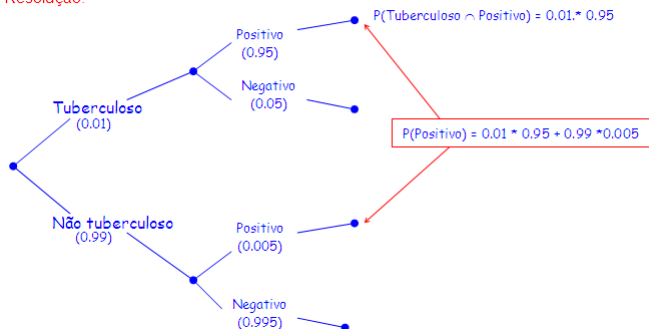 Resolução:
Positivo
(0.95)
P(Tuberculoso ∩ Positivo) = 0.01.* 0.95
Negativo
(0.05)
Tuberculoso
(0.01)
P(Positivo) = 0.01 * 0.95 + 0.99 *0.005
Não tuberculoso
(0.99)
Positivo
(0.005)
Negativo
(0.995)